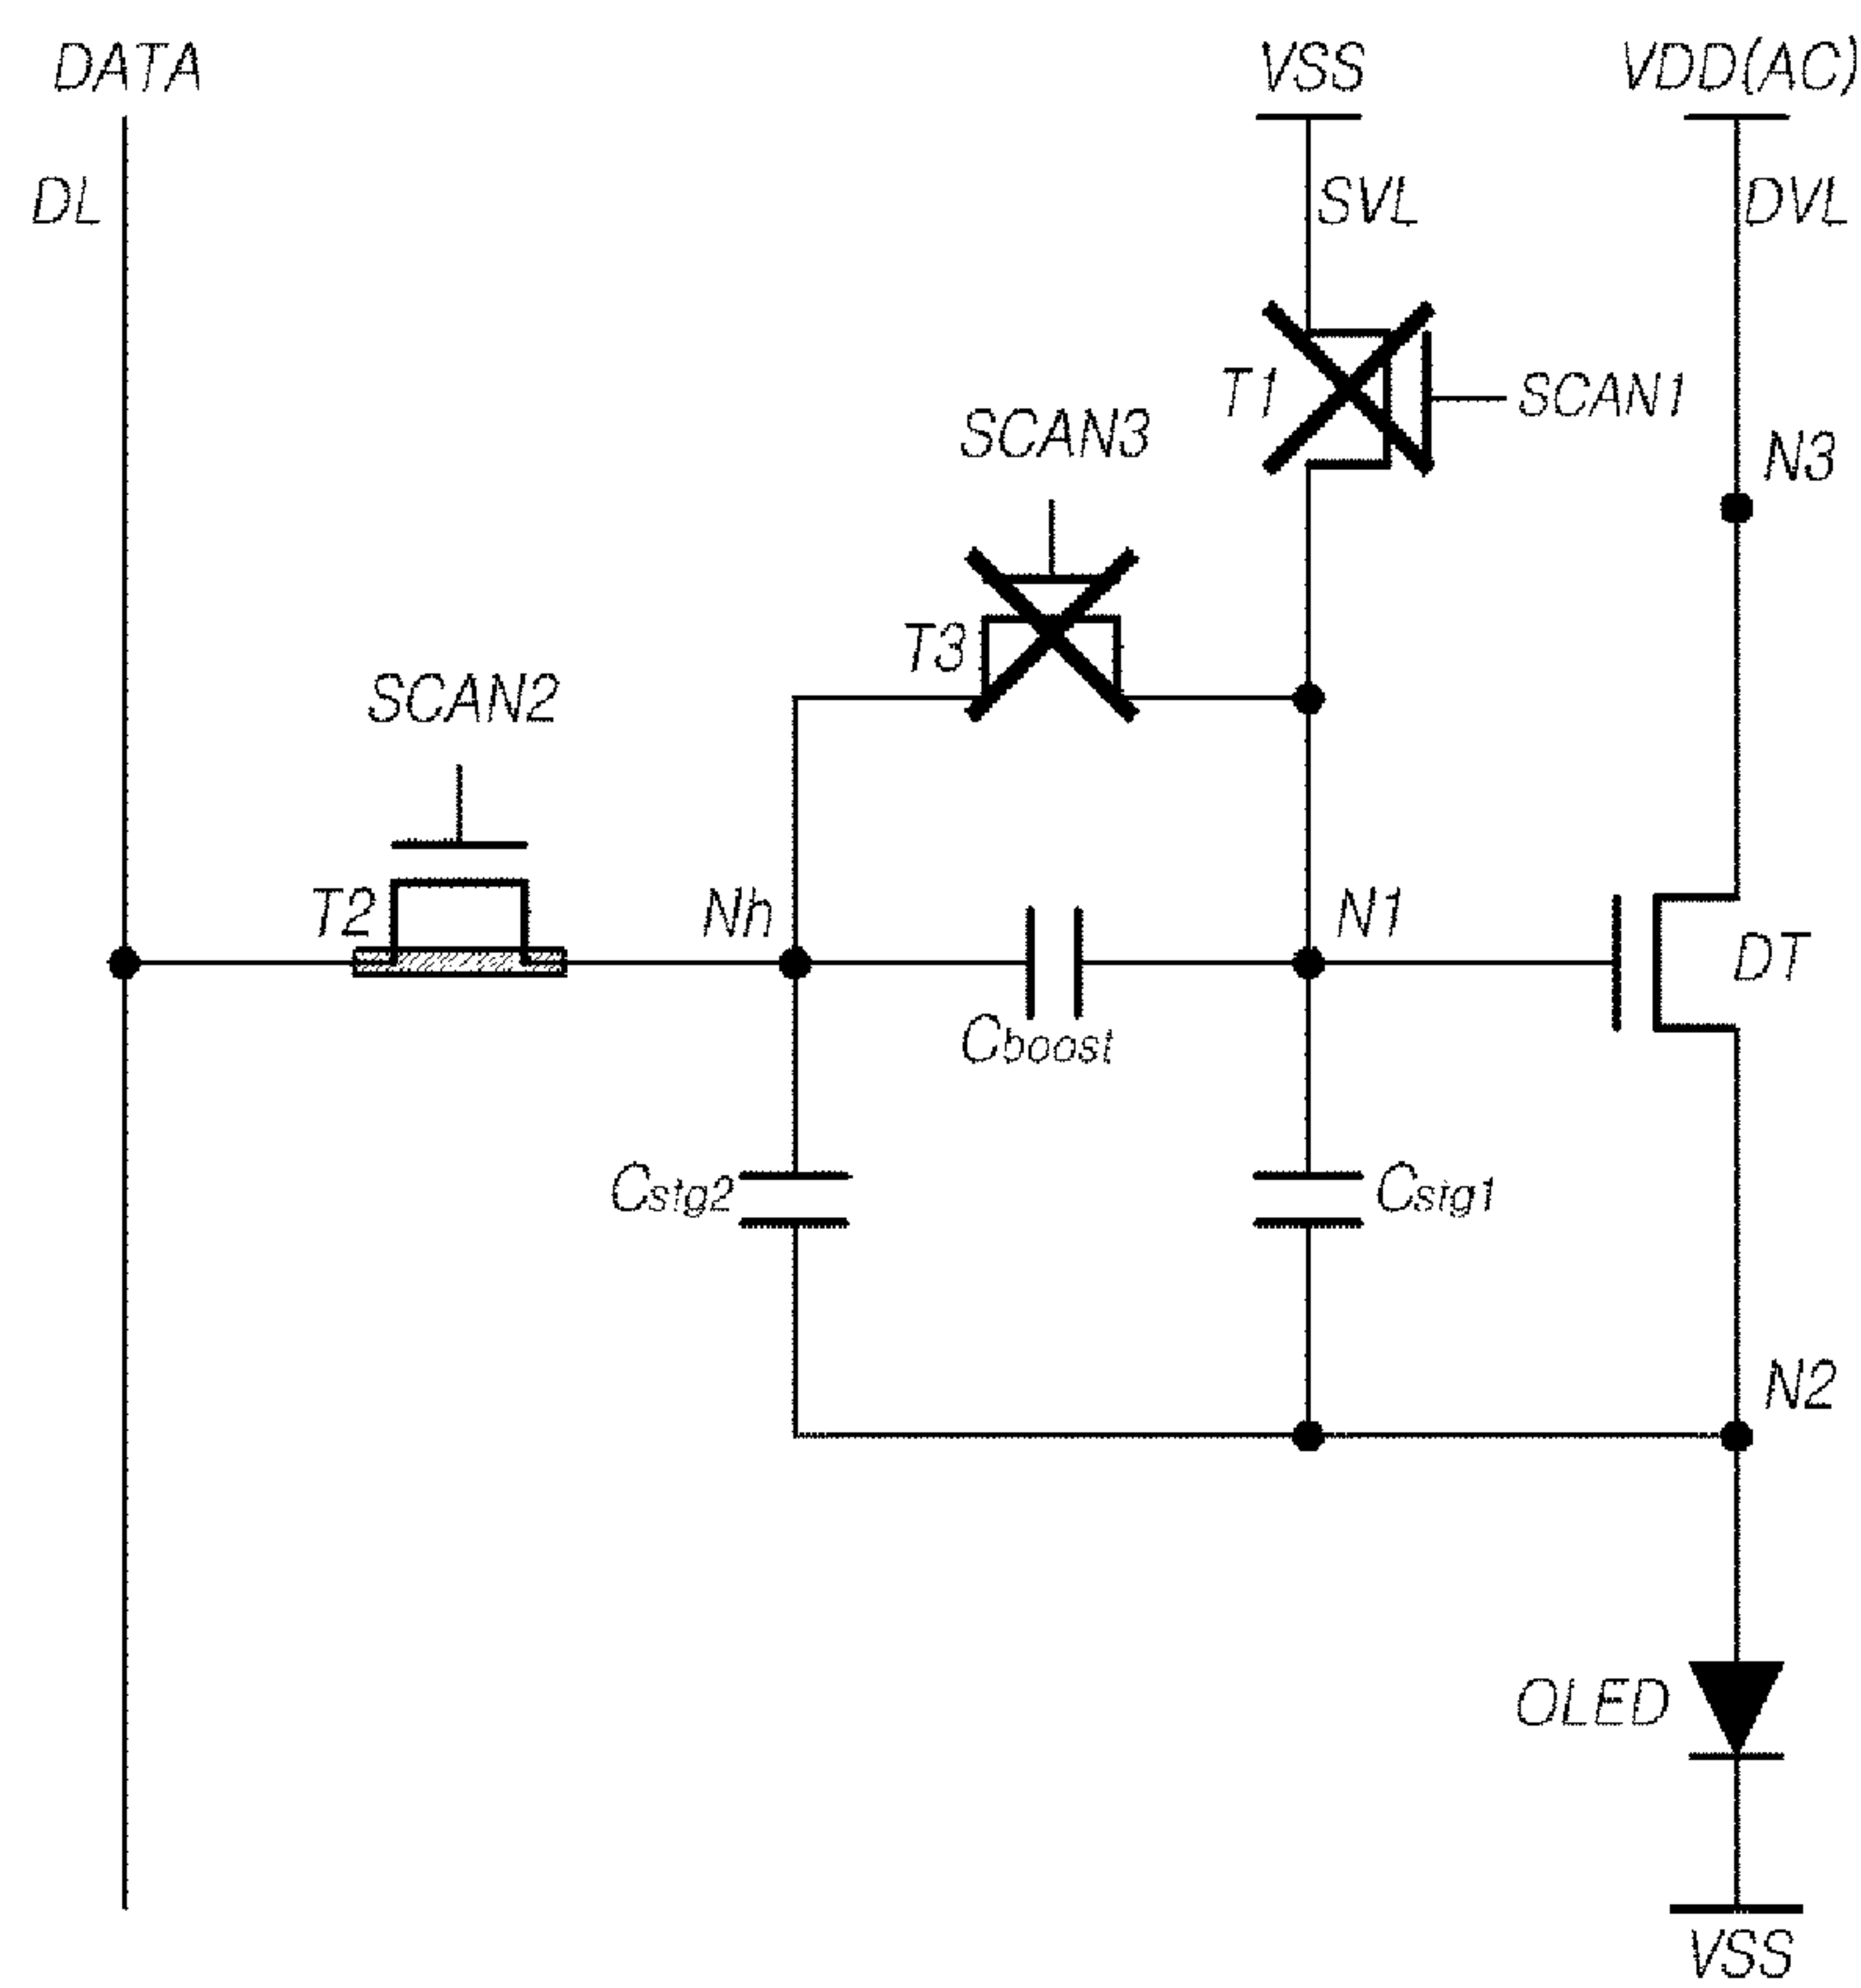 DATA
VSS
VDD(AC)
DL
SVL
DVL
T1
SCAN1
SCAN3
N3
T3
SCAN2
T2
Nh
N1
DT
Cboost
Cstg2
Cstg1
N2
OLED
VSS